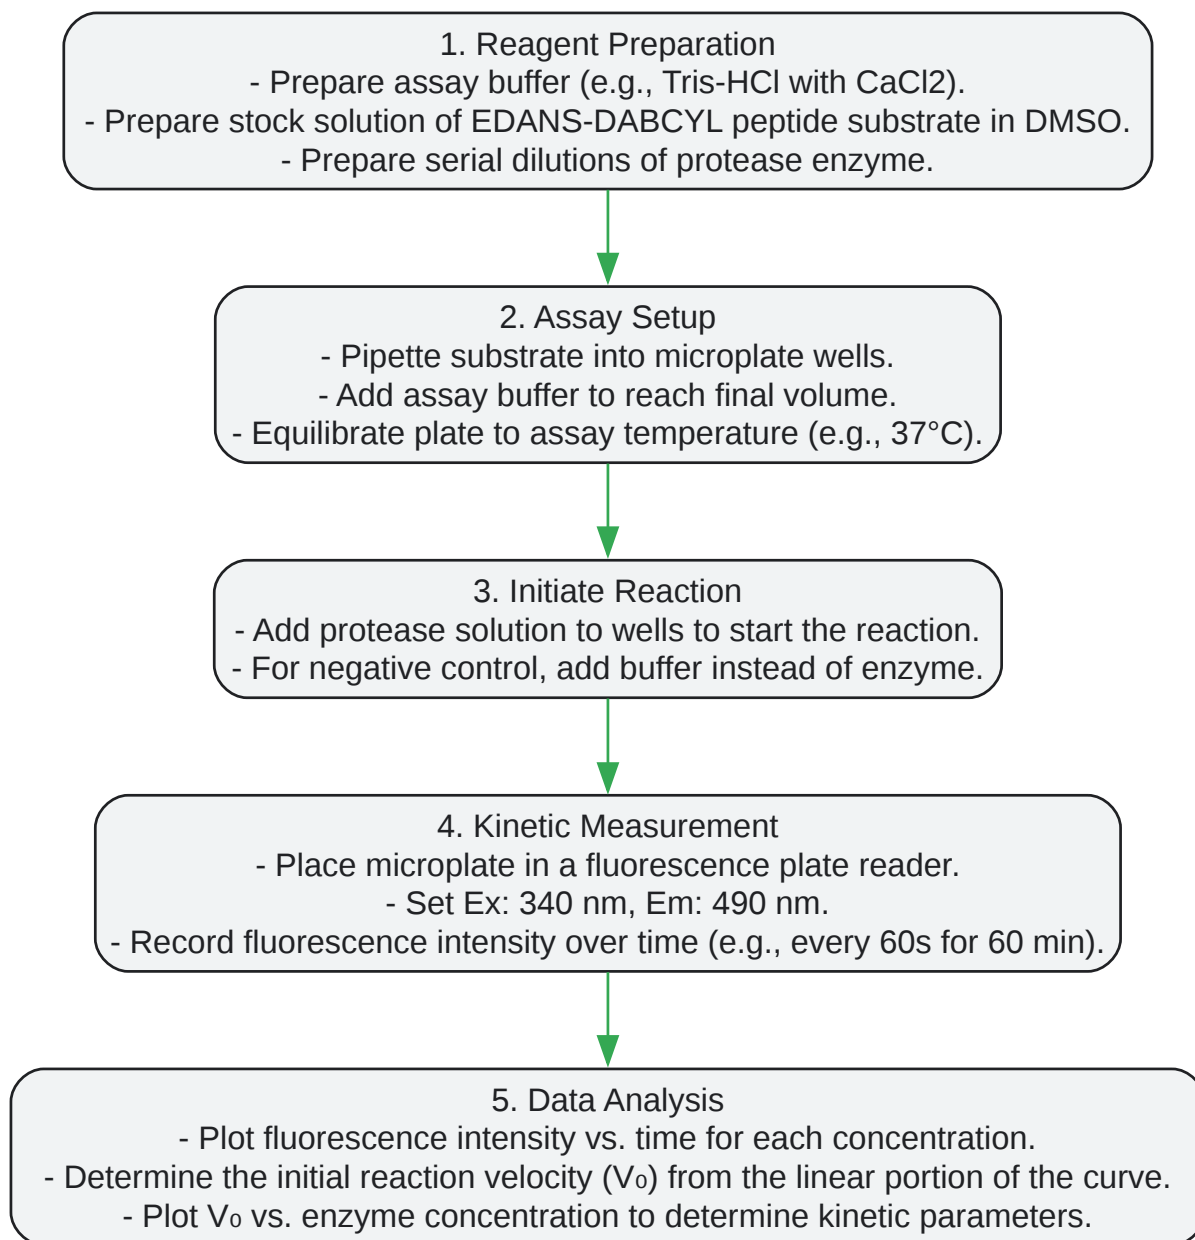 1. Reagent Preparation
- Prepare assay buffer (e.g., Tris-HCl with CaCl2).
- Prepare stock solution of EDANS-DABCYL peptide substrate in DMSO.
- Prepare serial dilutions of protease enzyme.
2. Assay Setup
- Pipette substrate into microplate wells.
- Add assay buffer to reach final volume.
- Equilibrate plate to assay temperature (e.g., 37°C).
3. Initiate Reaction
- Add protease solution to wells to start the reaction.
- For negative control, add buffer instead of enzyme.
4. Kinetic Measurement
- Place microplate in a fluorescence plate reader.
- Set Ex: 340 nm, Em: 490 nm.
- Record fluorescence intensity over time (e.g., every 60s for 60 min).
5. Data Analysis
- Plot fluorescence intensity vs. time for each concentration.
- Determine the initial reaction velocity (V₀) from the linear portion of the curve.
- Plot V₀ vs. enzyme concentration to determine kinetic parameters.